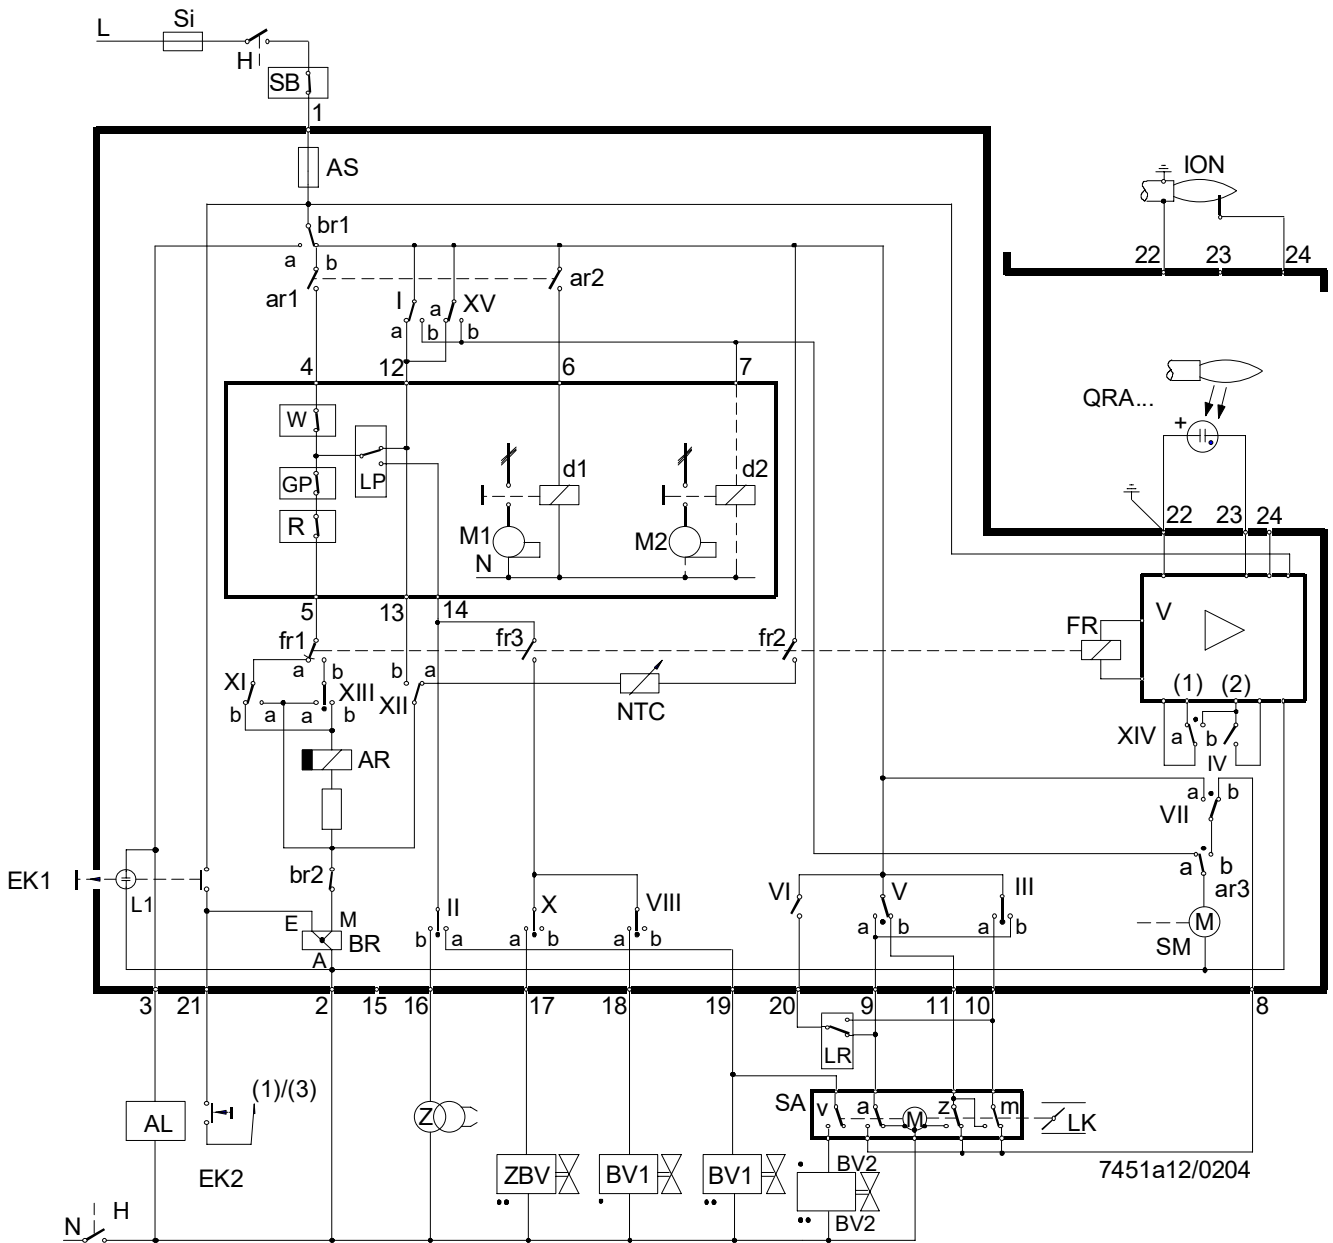 L Si
H
SB
1
AS
ION
br1
22 23 24
a b
ar1 ar2
I a XV
a b b
4 12 6 7
QRA...
+
W
LP
GP
R
d1 d2
M1 M2
N
22 23 24
V
5 13 14
fr1 fr3 fr2 FR
a b b a
XI XIII XII NTC
b a a b
(1) (2)
XIV a b
IV
AR
a b
VII
a b
ar3
EK1
L1
br2
E M
BR
A
II X VIII VI V III
b a a b a b a b a b
M
SM
3 21 2 15 16 17 18 19 20 9 11 10 8
LR
(1)/(3)
SA v a M z m LK
AL
Z
EK2
ZBV BV1 BV1 BV2
BV2
7451a12/0204
N H